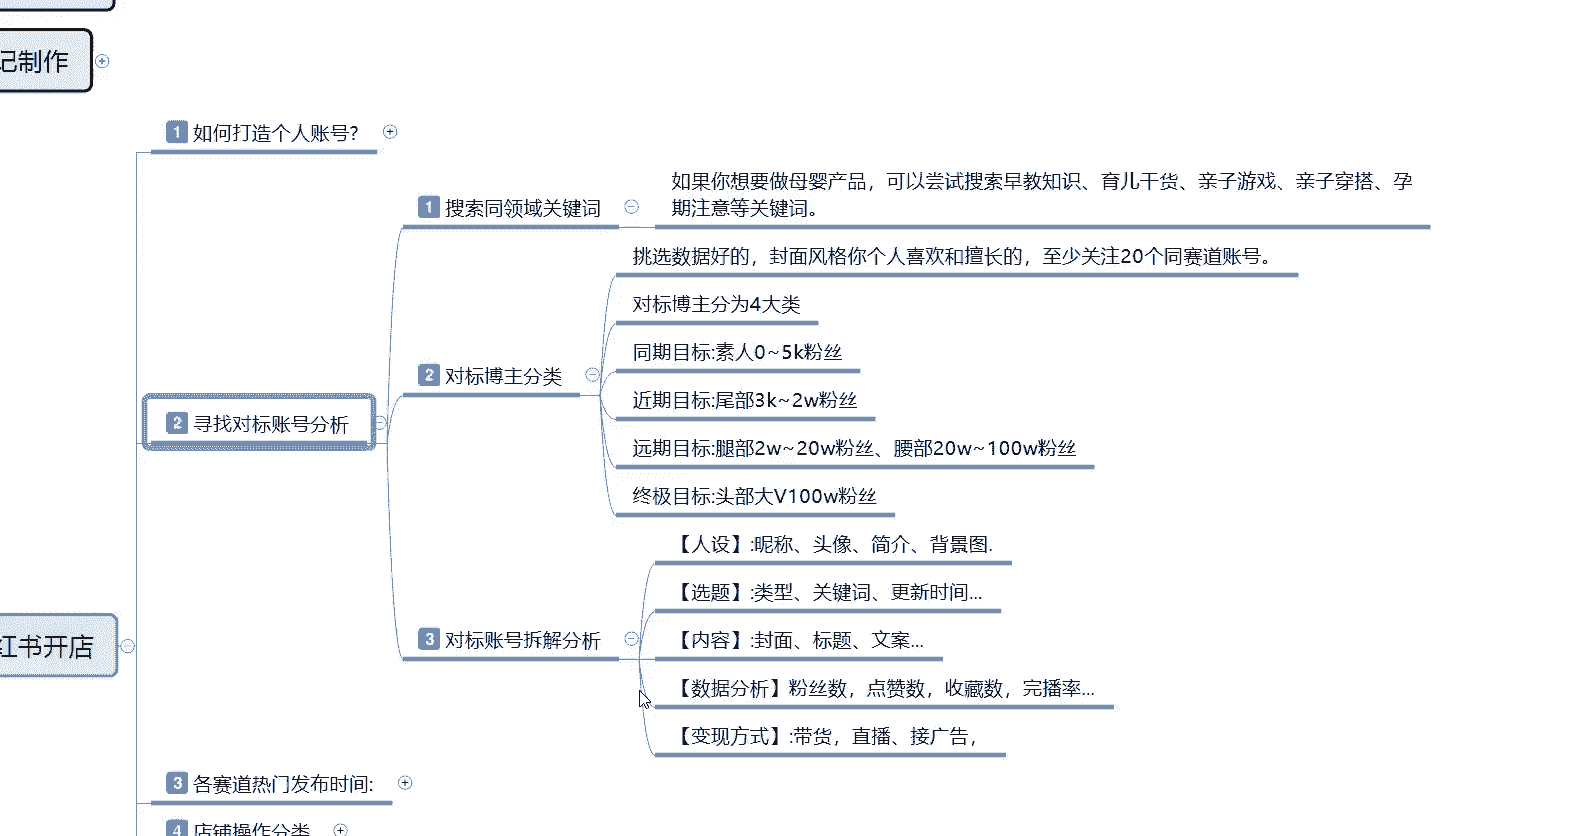 记制作
1 如何打造个人账号?
如果你想要做母婴产品，可以尝试搜索早教知识、育儿干货、亲子游戏、亲子穿搭、孕
期注意等关键词。
1 搜索同领域关键词
挑选数据好的，封面风格你个人喜欢和擅长的，至少关注20个同赛道账号。
对标博主分为4大类
同期目标:素人0~5k粉丝
2 对标博主分类
近期目标:尾部3k~2w粉丝
2 寻找对标账号分析
远期目标:腿部2w~20w粉丝、腰部20w~100w粉丝
终极目标:头部大V100w粉丝
【人设】:昵称、头像、简介、背景图.
【选题】:类型、关键词、更新时间...
3 对标账号拆解分析
【内容】:封面、标题、文案...
红书开店
【数据分析】粉丝数，点赞数，收藏数，完播率...
【变现方式】:带货，直播、接广告，
3 各赛道热门发布时间:
4 店铺操作分类